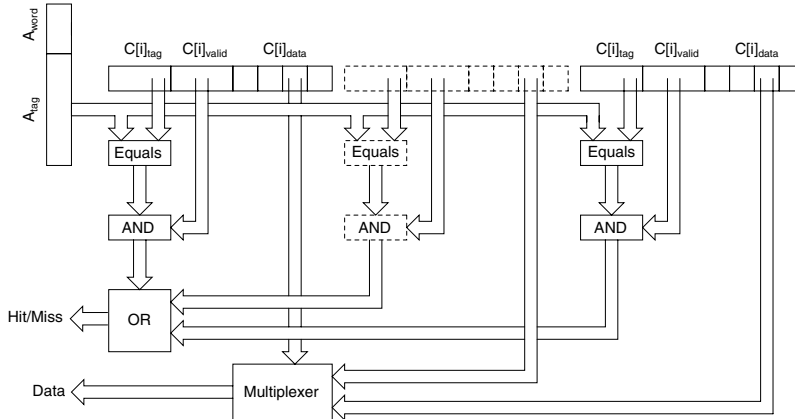 A_word
A_tag
C[i]_tag C[i]_valid C[i]_data
C[i]_tag C[i]_valid C[i]_data
Equals Equals Equals
AND AND AND
Hit/Miss OR
Data Multiplexer